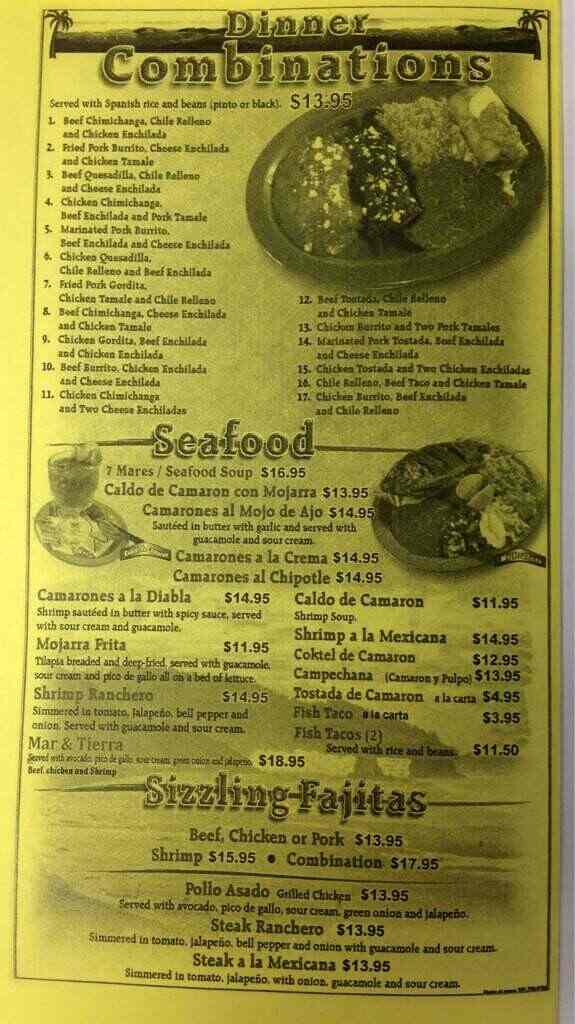 Dinner
Combinations
Served with Spanish rice and beans (pinto or black). $13.95
1. Beef Chimichanga, Chile Relleno
and Chicken Enchilada
2. Fried Pork Burrito, Cheese Enchilada
and Chicken Tamale
3. Beef Quesadilla, Chile Relleno
and Cheese Enchilada
4. Chicken Chimichanga,
Beef Enchilada and Pork Tamale
5. Marinated Pork Burrito,
Beef Enchilada and Cheese Enchilada
6. Chicken Quesadilla,
Chile Relleno and Beef Enchilada
7. Fried Pork Gordita,
Chicken Tamale and Chile Relleno
8. Beef Chimichanga, Cheese Enchilada
and Chicken Tamale
9. Chicken Gordita, Beef Enchilada
and Chicken Enchilada
10. Beef Burrito, Chicken Enchilada
and Chicken Enchilada
11. Chicken Chimichanga
and Two Cheese Enchiladas
12. Beef Tostada, Chile Relleno
and Chicken Tamale
13. Chicken Burrito and Two Pork Tamales
14. Marinated Pork Tostada, Beef Enchilada
and Cheese Enchilada
15. Chicken Tostada and Two Chicken Enchiladas
16. Chile Relleno, Beef Taco and Chicken Tamale
17. Chicken Burrito, Beef Enchilada
and Chile Relleno
Seafood
7 Mares / Seafood Soup $16.95
Caldo de Camaron con Mojarra $13.95
Camarones al Mojo de Ajo $14.95
Sautéed in butter with garlic and served with
guacamole and sour cream.
Camarones a la Crema $14.95
Camarones al Chipotle $14.95
Camarones a la Diabla $14.95
Shrimp sautéed in butter with spicy sauce, served
with sour cream and guacamole.
Mojarra Frita $11.95
Tilapia breaded and deep-fried, served with guacamole,
sour cream and pico de gallo all on a bed of lettuce.
Shrimp Ranchero $14.95
Simmered in tomato, jalapeño, bell pepper and
onion. Served with guacamole and sour cream.
Mar & Tierra
Served with avocado, pico de gallo, sour cream, green onion and jalapeño. $18.95
Beef, chicken and Shrimp
Caldo de Camaron $11.95
Shrimp Soup.
Shrimp a la Mexicana $14.95
Coktel de Camaron $12.95
Campechana (Camaron y Pulpo) $13.95
Tostada de Camaron a la carta $4.95
Fish Taco a la carta $3.95
Fish Tacos (2)
Served with rice and beans. $11.50
Sizzling Fajitas
Beef, Chicken or Pork $13.95
Shrimp $15.95 • Combination $17.95
Pollo Asado Grilled Chicken $13.95
Served with avocado, pico de gallo, sour cream, green onion and jalapeño.
Steak Ranchero $13.95
Simmered in tomato, jalapeño, bell pepper and onion with guacamole and sour cream.
Steak a la Mexicana $13.95
Simmered in tomato, jalapeño, with onion, guacamole and sour cream.